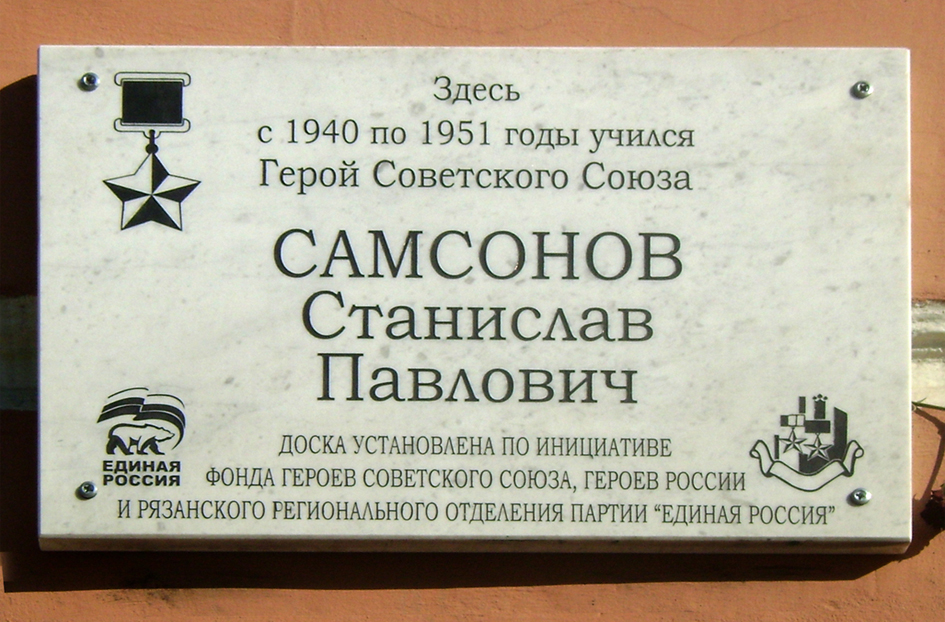 Здесь
с 1940 по 1951 годы учился
Герой Советского Союза
САМСОНОВ
Станислав
Павлович
ЕДИНАЯ
РОССИЯ
ДОСКА УСТАНОВЛЕНА ПО ИНИЦИАТИВЕ
ФОНДА ГЕРОЕВ СОВЕТСКОГО СОЮЗА, ГЕРОЕВ РОССИИ
И РЯЗАНСКОГО РЕГИОНАЛЬНОГО ОТДЕЛЕНИЯ ПАРТИИ “ЕДИНАЯ РОССИЯ”